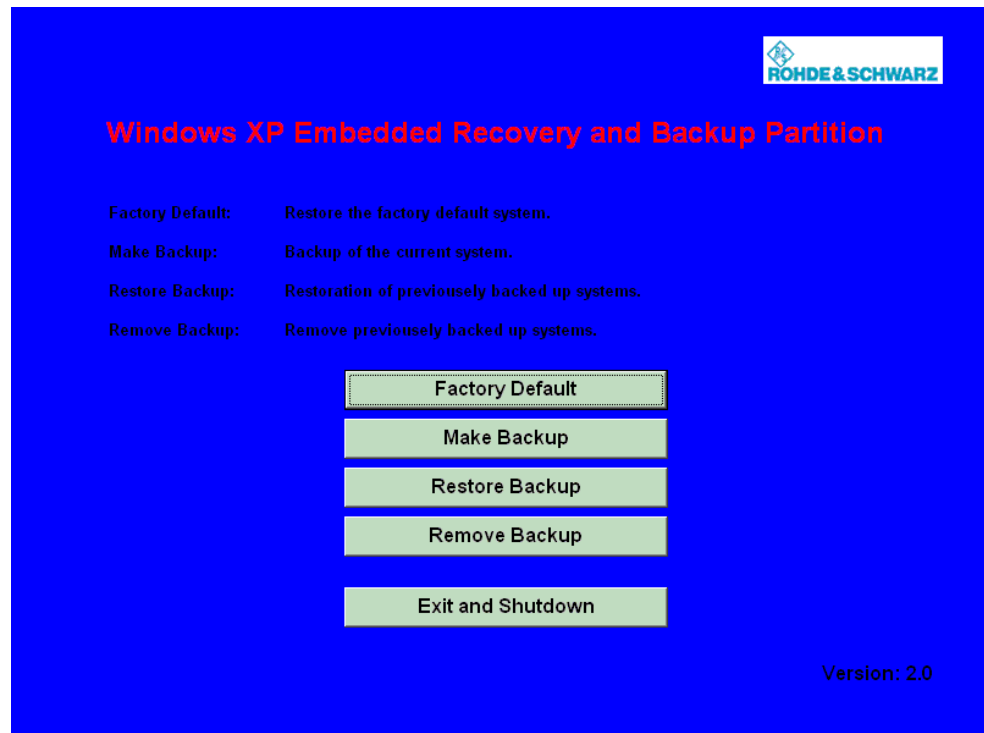 ROHDE & SCHWARZ
Windows XP Embedded Recovery and Backup Partition
Factory Default: Restore the factory default system.
Make Backup: Backup of the current system.
Restore Backup: Restoration of previousely backed up systems.
Remove Backup: Remove previousely backed up systems.
Factory Default
Make Backup
Restore Backup
Remove Backup
Exit and Shutdown
Version: 2.0